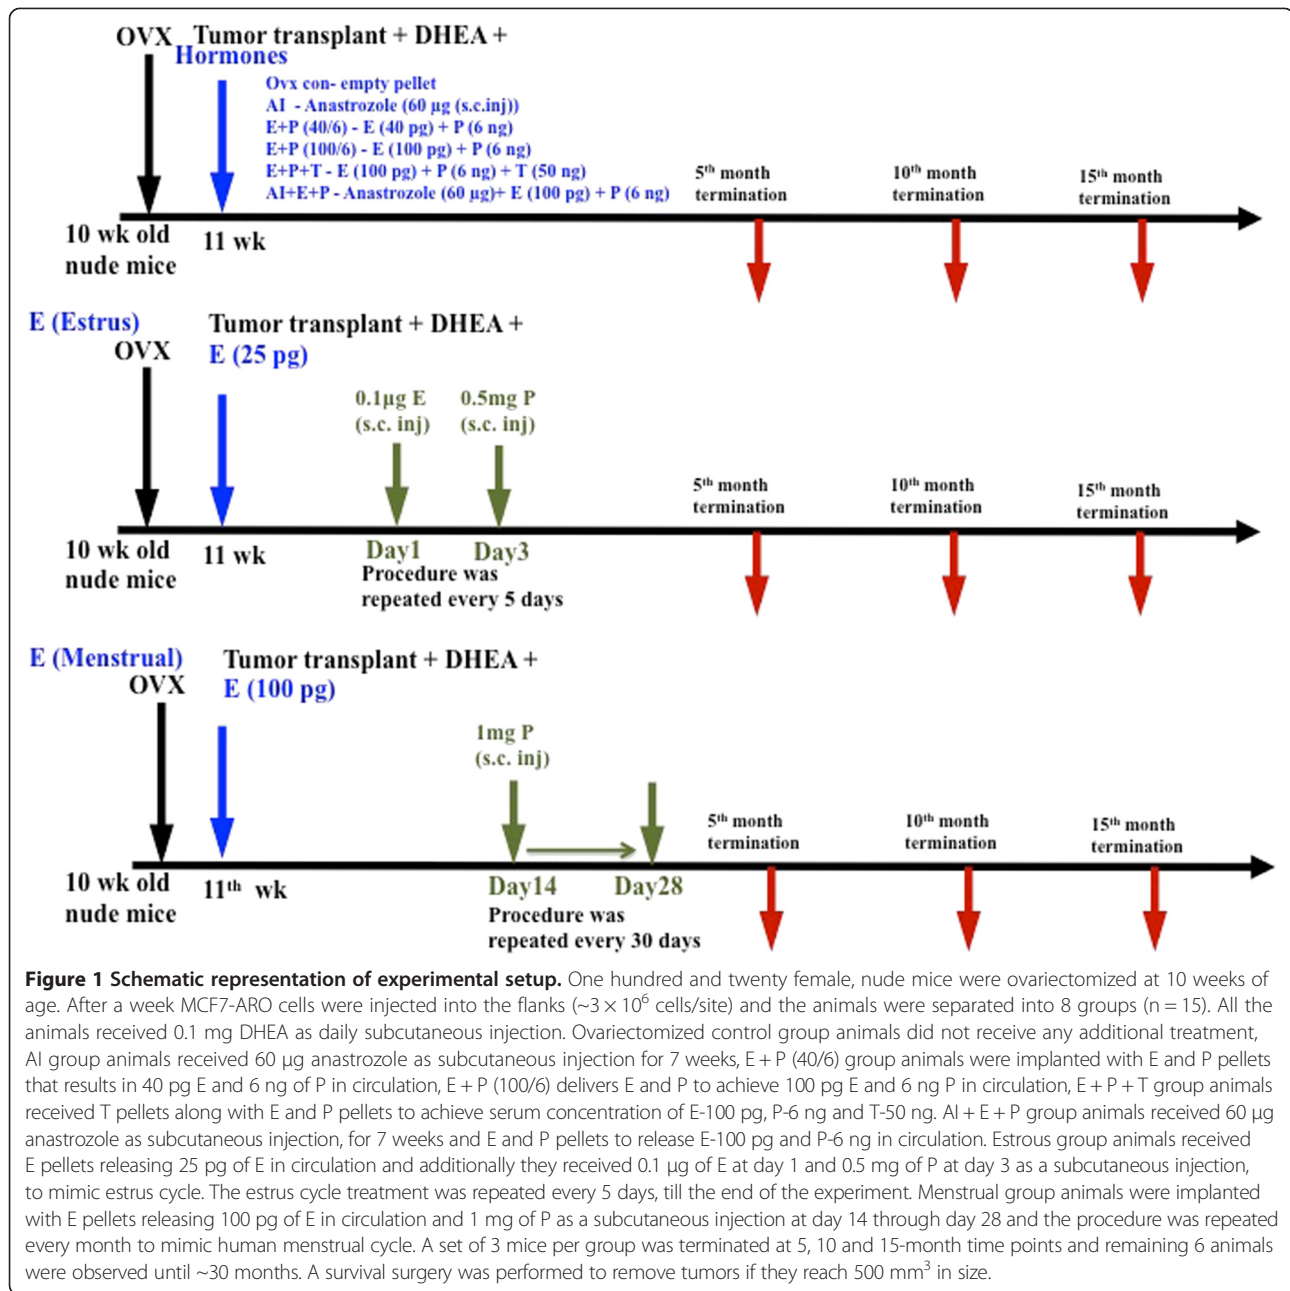 OVX Tumor transplant + DHEA +
Hormones
Ovx con- empty pellet
AI - Anastrozole (60 µg (s.c.inj))
E+P (40/6) - E (40 pg) + P (6 ng)
E+P (100/6) - E (100 pg) + P (6 ng)
E+P+T - E (100 pg) + P (6 ng) + T (50 ng)
AI+E+P - Anastrozole (60 µg)+ E (100 pg) + P (6 ng)
5th month
termination
10th month
termination
15th month
termination
10 wk old
nude mice
11 wk
E (Estrus)
OVX
Tumor transplant + DHEA +
E (25 pg)
0.1µg E
(s.c. inj)
0.5mg P
(s.c. inj)
5th month
termination
10th month
termination
15th month
termination
10 wk old
nude mice
11 wk
Day1
Day3
Procedure was
repeated every 5 days
E (Menstrual)
OVX
Tumor transplant + DHEA +
E (100 pg)
1mg P
(s.c. inj)
5th month
termination
10th month
termination
15th month
termination
10 wk old
nude mice
11th wk
Day14
Day28
Procedure was
repeated every 30 days
Figure 1 Schematic representation of experimental setup. One hundred and twenty female, nude mice were ovariectomized at 10 weeks of
age. After a week MCF7-ARO cells were injected into the flanks (~3 × 10⁶ cells/site) and the animals were separated into 8 groups (n = 15). All the
animals received 0.1 mg DHEA as daily subcutaneous injection. Ovariectomized control group animals did not receive any additional treatment,
AI group animals received 60 µg anastrozole as subcutaneous injection for 7 weeks, E + P (40/6) group animals were implanted with E and P pellets
that results in 40 pg E and 6 ng of P in circulation, E + P (100/6) delivers E and P to achieve 100 pg E and 6 ng P in circulation, E + P + T group animals
received T pellets along with E and P pellets to achieve serum concentration of E-100 pg, P-6 ng and T-50 ng. AI + E + P group animals received 60 µg
anastrozole as subcutaneous injection, for 7 weeks and E and P pellets to release E-100 pg and P-6 ng in circulation. Estrous group animals received
E pellets releasing 25 pg of E in circulation and additionally they received 0.1 µg of E at day 1 and 0.5 mg of P at day 3 as a subcutaneous injection,
to mimic estrus cycle. The estrus cycle treatment was repeated every 5 days, till the end of the experiment. Menstrual group animals were implanted
with E pellets releasing 100 pg of E in circulation and 1 mg of P as a subcutaneous injection at day 14 through day 28 and the procedure was repeated
every month to mimic human menstrual cycle. A set of 3 mice per group was terminated at 5, 10 and 15-month time points and remaining 6 animals
were observed until ~30 months. A survival surgery was performed to remove tumors if they reach 500 mm³ in size.